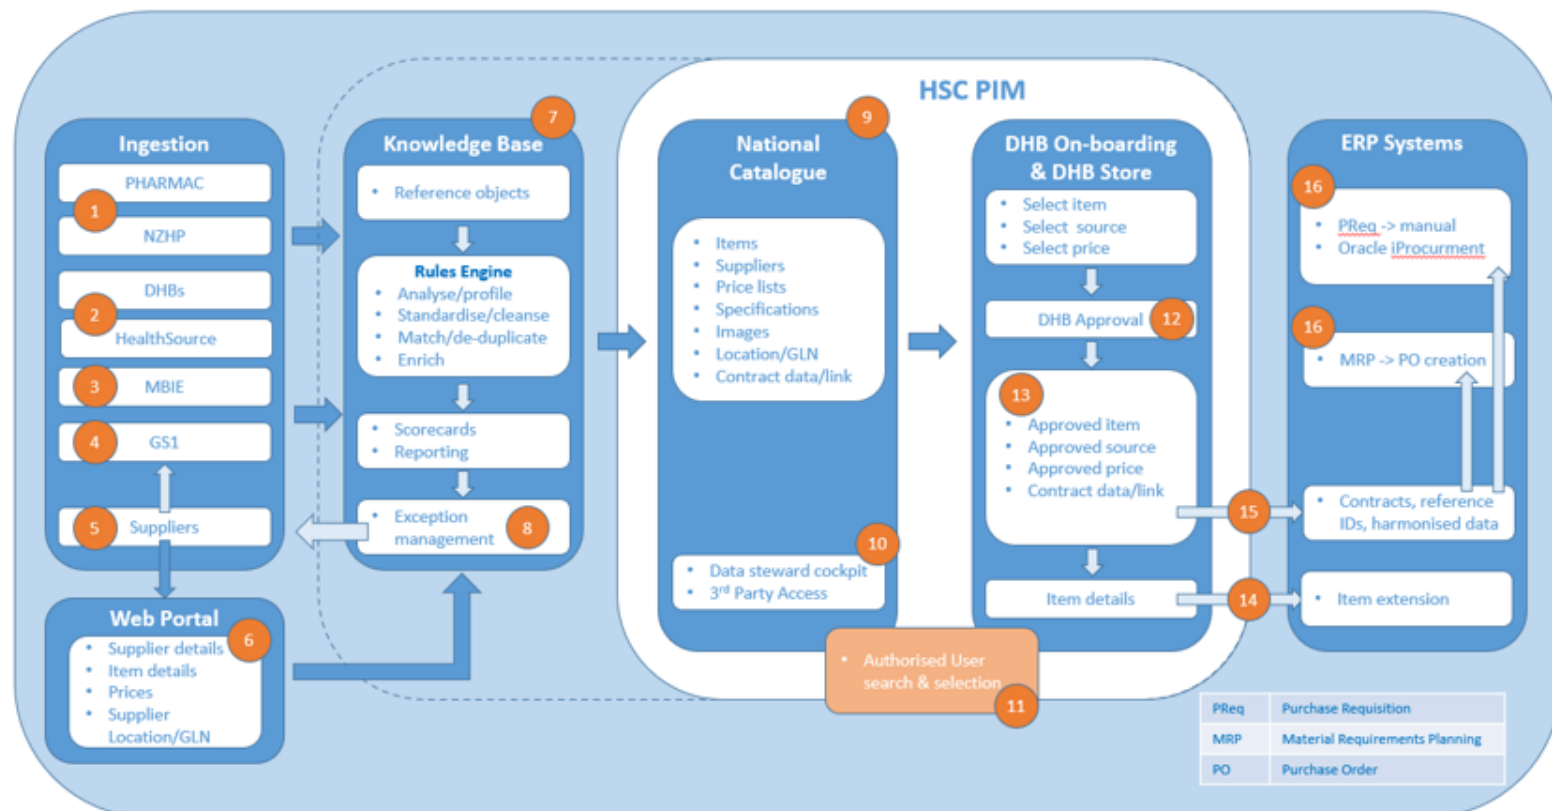 HSC PIM
7
9
Ingestion
PHARMAC
1
NZHP
DHBs
2
HealthSource
3
MBIE
4
GS1
5
Suppliers
Web Portal
6
• Supplier details
• Item details
• Prices
• Supplier
Location/GLN
Knowledge Base
• Reference objects
Rules Engine
• Analyse/profile
• Standardise/cleanse
• Match/de-duplicate
• Enrich
• Scorecards
• Reporting
• Exception
management
8
National
Catalogue
• Items
• Suppliers
• Price lists
• Specifications
• Images
• Location/GLN
• Contract data/link
10
• Data steward cockpit
• 3rd Party Access
• Authorised User
search & selection
11
DHB On-boarding
& DHB Store
• Select item
• Select source
• Select price
DHB Approval
12
13
• Approved item
• Approved source
• Approved price
• Contract data/link
Item details
15
14
ERP Systems
16
• PReq -> manual
• Oracle iProcurment
16
• MRP -> PO creation
• Contracts, reference
IDs, harmonised data
• Item extension
PReq Purchase Requisition
MRP Material Requirements Planning
PO Purchase Order